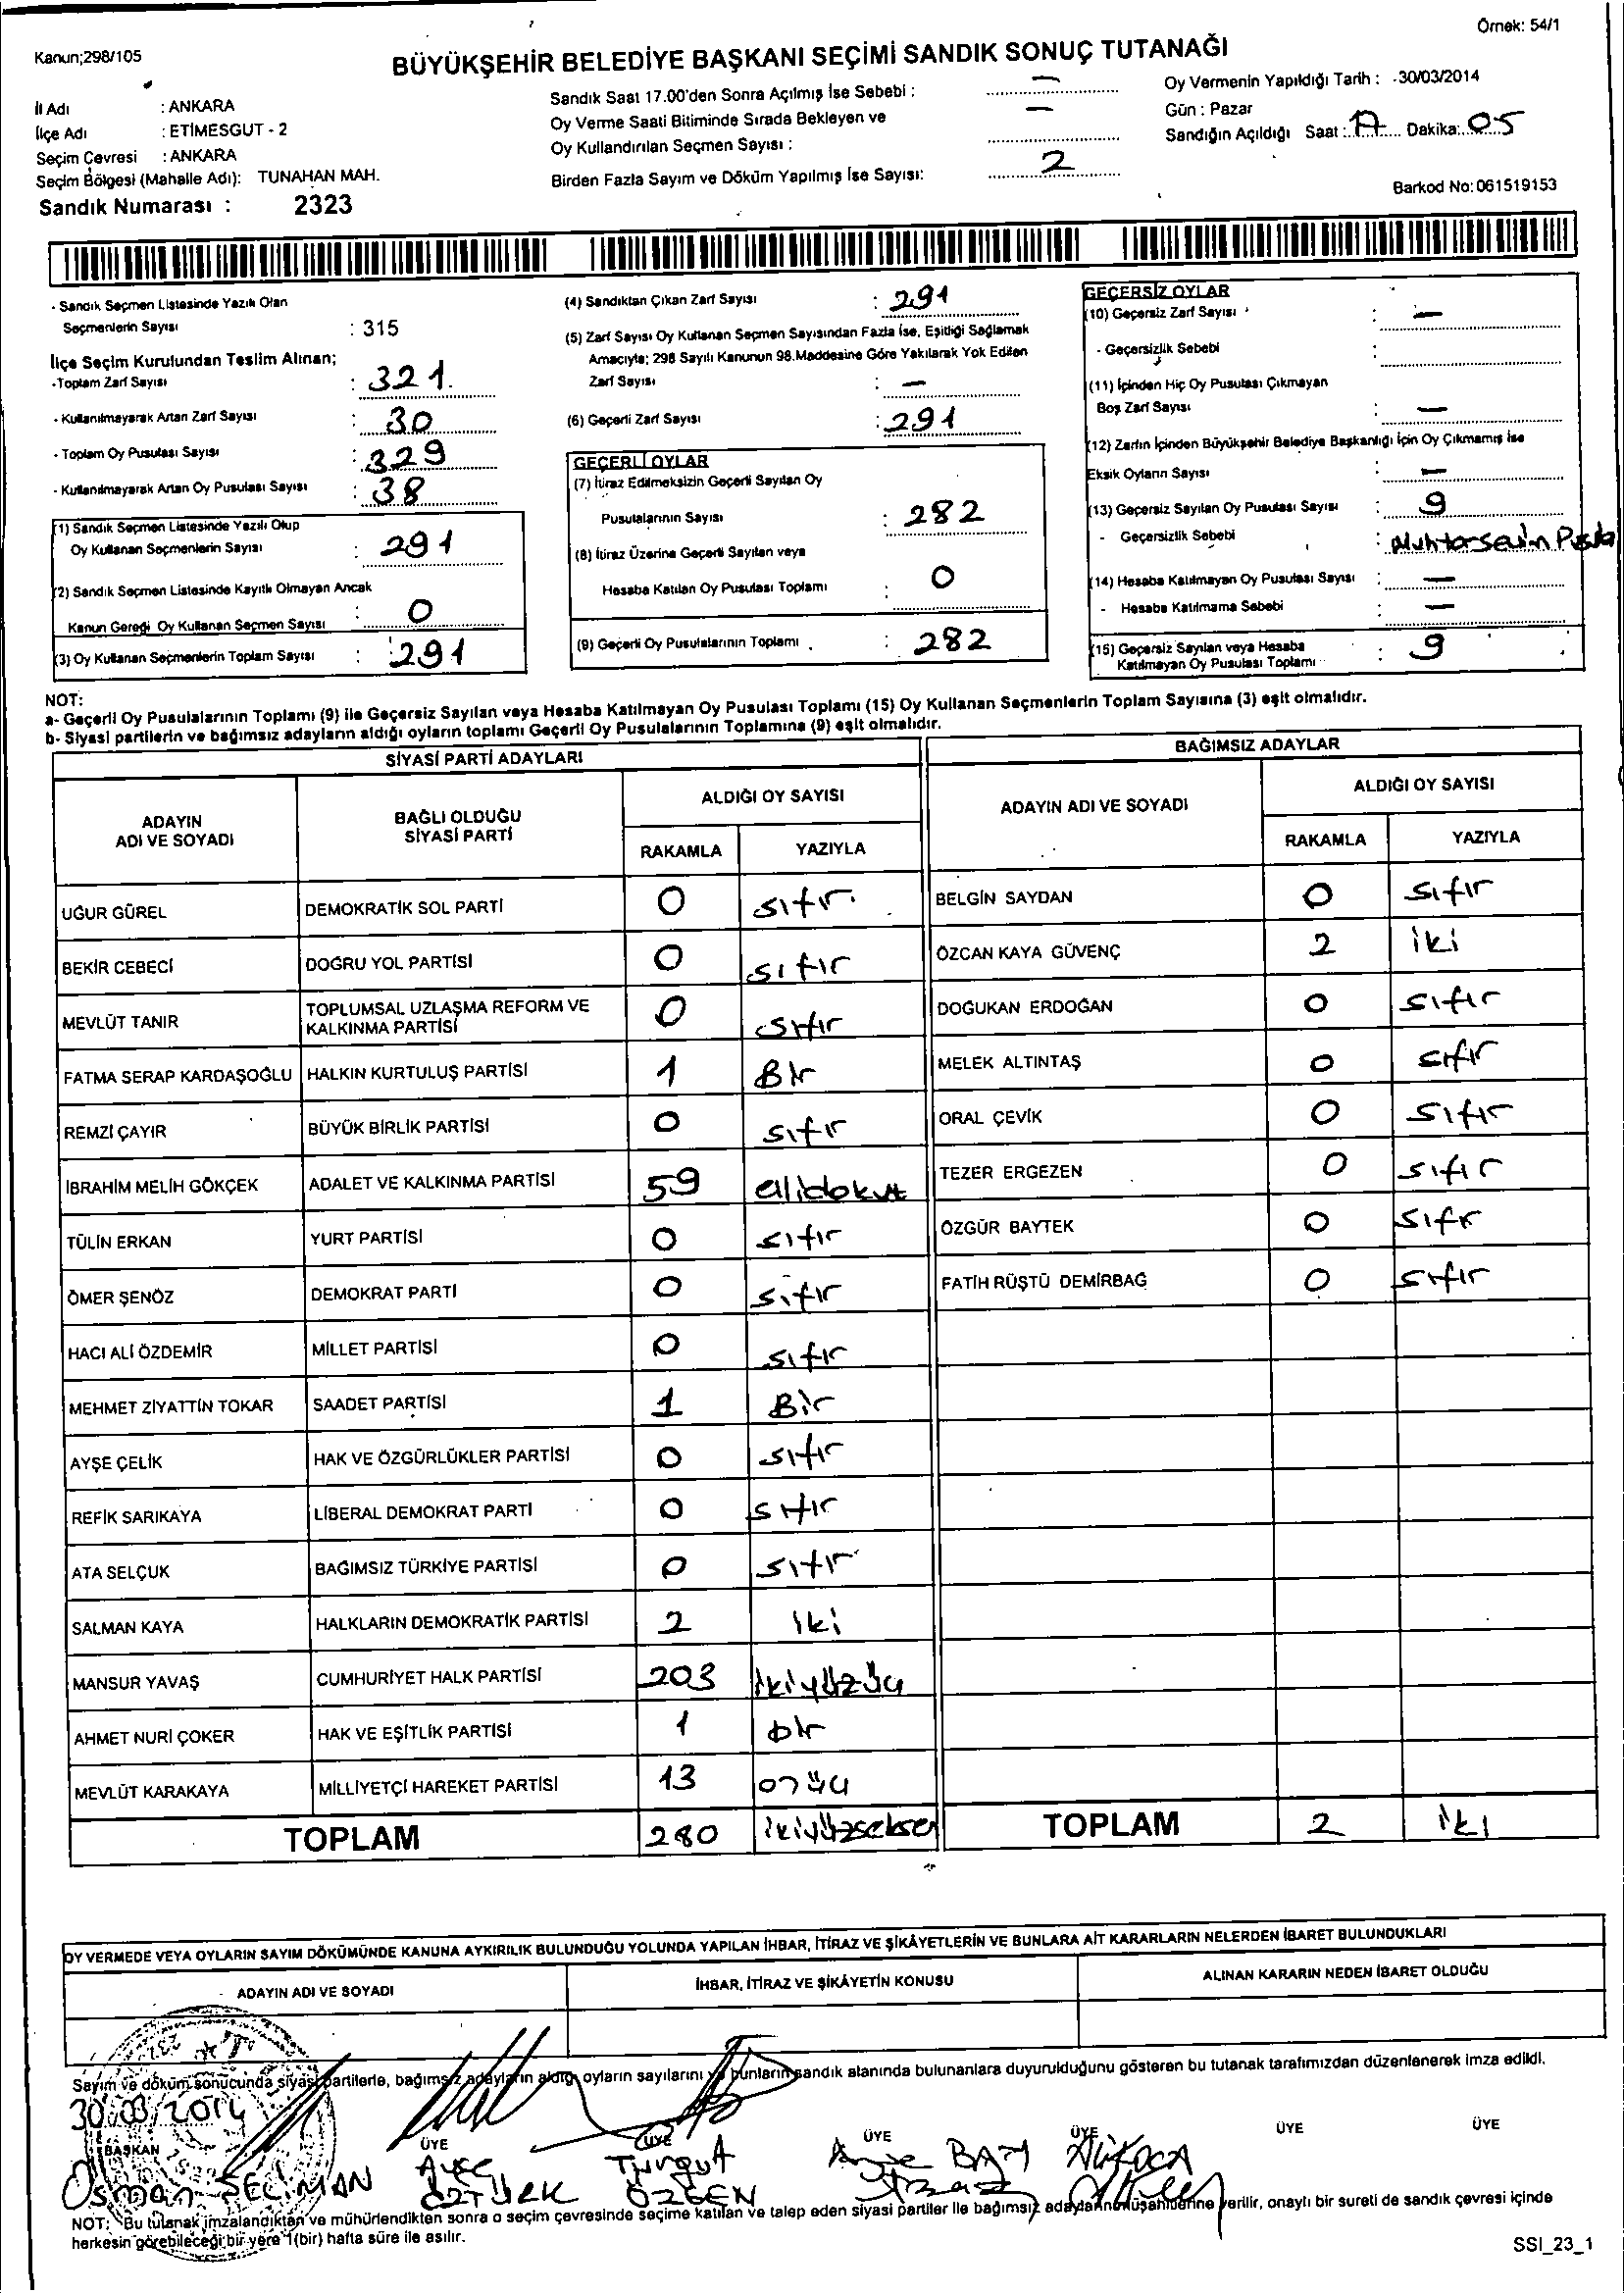 Örnek: 54/1
Kanun;298/105
BÜYÜKŞEHİR BELEDİYE BAŞKANI SEÇİMİ SANDIK SONUÇ TUTANAĞI
İl Adı : ANKARA
İlçe Adı : ETİMESGUT - 2
Seçim Çevresi : ANKARA
Seçim Bölgesi (Mahalle Adı): TUNAHAN MAH.
Sandık Numarası : 2323
Sandık Saat 17.00'den Sonra Açılmış İse Sebebi : —
Oy Verme Saati Bitiminde Sırada Bekleyen ve
Oy Kullandırılan Seçmen Sayısı : —
Birden Fazla Sayım ve Döküm Yapılmış İse Sayısı: 2
Oy Vermenin Yapıldığı Tarih : 30/03/2014
Gün : Pazar
Sandığın Açıldığı Saat : 17 Dakika: 05
Barkod No: 061519153
- Sandık Seçmen Listesinde Yazılı Olan
Seçmenlerin Sayısı : 315
İlçe Seçim Kurulundan Teslim Alınan;
-Toplam Zarf Sayısı : 321
- Kullanılmayarak Artan Zarf Sayısı : 30
- Toplam Oy Pusulası Sayısı : 329
- Kullanılmayarak Artan Oy Pusulası Sayısı : 38
(1) Sandık Seçmen Listesinde Yazılı Olup
Oy Kullanan Seçmenlerin Sayısı : 291
(2) Sandık Seçmen Listesinde Kayıtlı Olmayan Ancak
Kanun Gereği Oy Kullanan Seçmen Sayısı : 0
(3) Oy Kullanan Seçmenlerin Toplam Sayısı : 291
(4) Sandıktan Çıkan Zarf Sayısı : 291
(5) Zarf Sayısı Oy Kullanan Seçmen Sayısından Fazla İse, Eşitliği Sağlamak
Amacıyla; 298 Sayılı Kanunun 98.Maddesine Göre Yakılarak Yok Edilen
Zarf Sayısı : —
(6) Geçerli Zarf Sayısı : 291
GEÇERLİ OYLAR
(7) İtiraz Edilmeksizin Geçerli Sayılan Oy
Pusulalarının Sayısı : 282
(8) İtiraz Üzerine Geçerli Sayılan veya
Hesaba Katılan Oy Pusulası Toplamı : 0
(9) Geçerli Oy Pusulalarının Toplamı : 282
GEÇERSİZ OYLAR
(10) Geçersiz Zarf Sayısı : —
- Geçersizlik Sebebi :
(11) İçinden Hiç Oy Pusulası Çıkmayan
Boş Zarf Sayısı : —
(12) Zarfın İçinden Büyükşehir Belediye Başkanlığı İçin Oy Çıkmamış İse
Eksik Oyların Sayısı : —
(13) Geçersiz Sayılan Oy Pusulası Sayısı : 9
- Geçersizlik Sebebi :
(14) Hesaba Katılmayan Oy Pusulası Sayısı : —
- Hesaba Katılmama Sebebi : —
(15) Geçersiz Sayılan veya Hesaba
Katılmayan Oy Pusulası Toplamı : 9
NOT:
a- Geçerli Oy Pusulalarının Toplamı (9) ile Geçersiz Sayılan veya Hesaba Katılmayan Oy Pusulası Toplamı (15) Oy Kullanan Seçmenlerin Toplam Sayısına (3) eşit olmalıdır.
b- Siyasi partilerin ve bağımsız adayların aldığı oyların toplamı Geçerli Oy Pusulalarının Toplamına (9) eşit olmalıdır.
SİYASİ PARTİ ADAYLARI
ADAYIN ADI VE SOYADI
BAĞLI OLDUĞU SİYASİ PARTİ
ALDIĞI OY SAYISI
RAKAMLA YAZIYLA
UĞUR GÜREL DEMOKRATİK SOL PARTİ 0 sıfır
BEKİR CEBECİ DOĞRU YOL PARTİSİ 0 sıfır
MEVLÜT TANIR TOPLUMSAL UZLAŞMA REFORM VE KALKINMA PARTİSİ 0 sıfır
FATMA SERAP KARDAŞOĞLU HALKIN KURTULUŞ PARTİSİ 1 Bir
REMZİ ÇAYIR BÜYÜK BİRLİK PARTİSİ 0 sıfır
İBRAHİM MELİH GÖKÇEK ADALET VE KALKINMA PARTİSİ 59 ellidokuz
TÜLİN ERKAN YURT PARTİSİ 0 sıfır
ÖMER ŞENÖZ DEMOKRAT PARTİ 0 sıfır
HACI ALİ ÖZDEMİR MİLLET PARTİSİ 0 sıfır
MEHMET ZİYATTİN TOKAR SAADET PARTİSİ 1 Bir
AYŞE ÇELİK HAK VE ÖZGÜRLÜKLER PARTİSİ 0 sıfır
REFİK SARIKAYA LİBERAL DEMOKRAT PARTİ 0 sıfır
ATA SELÇUK BAĞIMSIZ TÜRKİYE PARTİSİ 0 sıfır
SALMAN KAYA HALKLARIN DEMOKRATİK PARTİSİ 2 iki
MANSUR YAVAŞ CUMHURİYET HALK PARTİSİ 203 ikiyüzüç
AHMET NURİ ÇOKER HAK VE EŞİTLİK PARTİSİ 1 bir
MEVLÜT KARAKAYA MİLLİYETÇİ HAREKET PARTİSİ 13 onüç
TOPLAM 280 ikiyüzseksen
BAĞIMSIZ ADAYLAR
ADAYIN ADI VE SOYADI
ALDIĞI OY SAYISI
RAKAMLA YAZIYLA
BELGİN SAYDAN 0 sıfır
ÖZCAN KAYA GÜVENÇ 2 iki
DOĞUKAN ERDOĞAN 0 sıfır
MELEK ALTINTAŞ 0 sıfır
ORAL ÇEVİK 0 sıfır
TEZER ERGEZEN 0 sıfır
ÖZGÜR BAYTEK 0 sıfır
FATİH RÜŞTÜ DEMİRBAĞ 0 sıfır
TOPLAM 2 iki
OY VERMEDE VEYA OYLARIN SAYIM DÖKÜMÜNDE KANUNA AYKIRILIK BULUNDUĞU YOLUNDA YAPILAN İHBAR, İTİRAZ VE ŞİKÂYETLERİN VE BUNLARA AİT KARARLARIN NELERDEN İBARET BULUNDUKLARI
ADAYIN ADI VE SOYADI İHBAR, İTİRAZ VE ŞİKÂYETİN KONUSU ALINAN KARARIN NEDEN İBARET OLDUĞU
Sayım ve döküm sonucunda siyasi partilerle, bağımsız adayların aldığı oyların sayılarını ve bunların sandık alanında bulunanlara duyurulduğunu gösteren bu tutanak tarafımızdan düzenlenerek imza edildi.
30/03/2014
BAŞKAN ÜYE ÜYE ÜYE ÜYE ÜYE ÜYE
Osman SELİMAN Ayşe ÖZTÜRK Turgut ÖZGEN Ali KOCA
NOT: Bu tutanak imzalandıktan ve mühürlendikten sonra o seçim çevresinde seçime katılan ve talep eden siyasi partiler ile bağımsız adayların müşahidlerine verilir, onaylı bir sureti de sandık çevresi içinde
herkesin görebileceği bir yere 1(bir) hafta süre ile asılır.
SSI_23_1